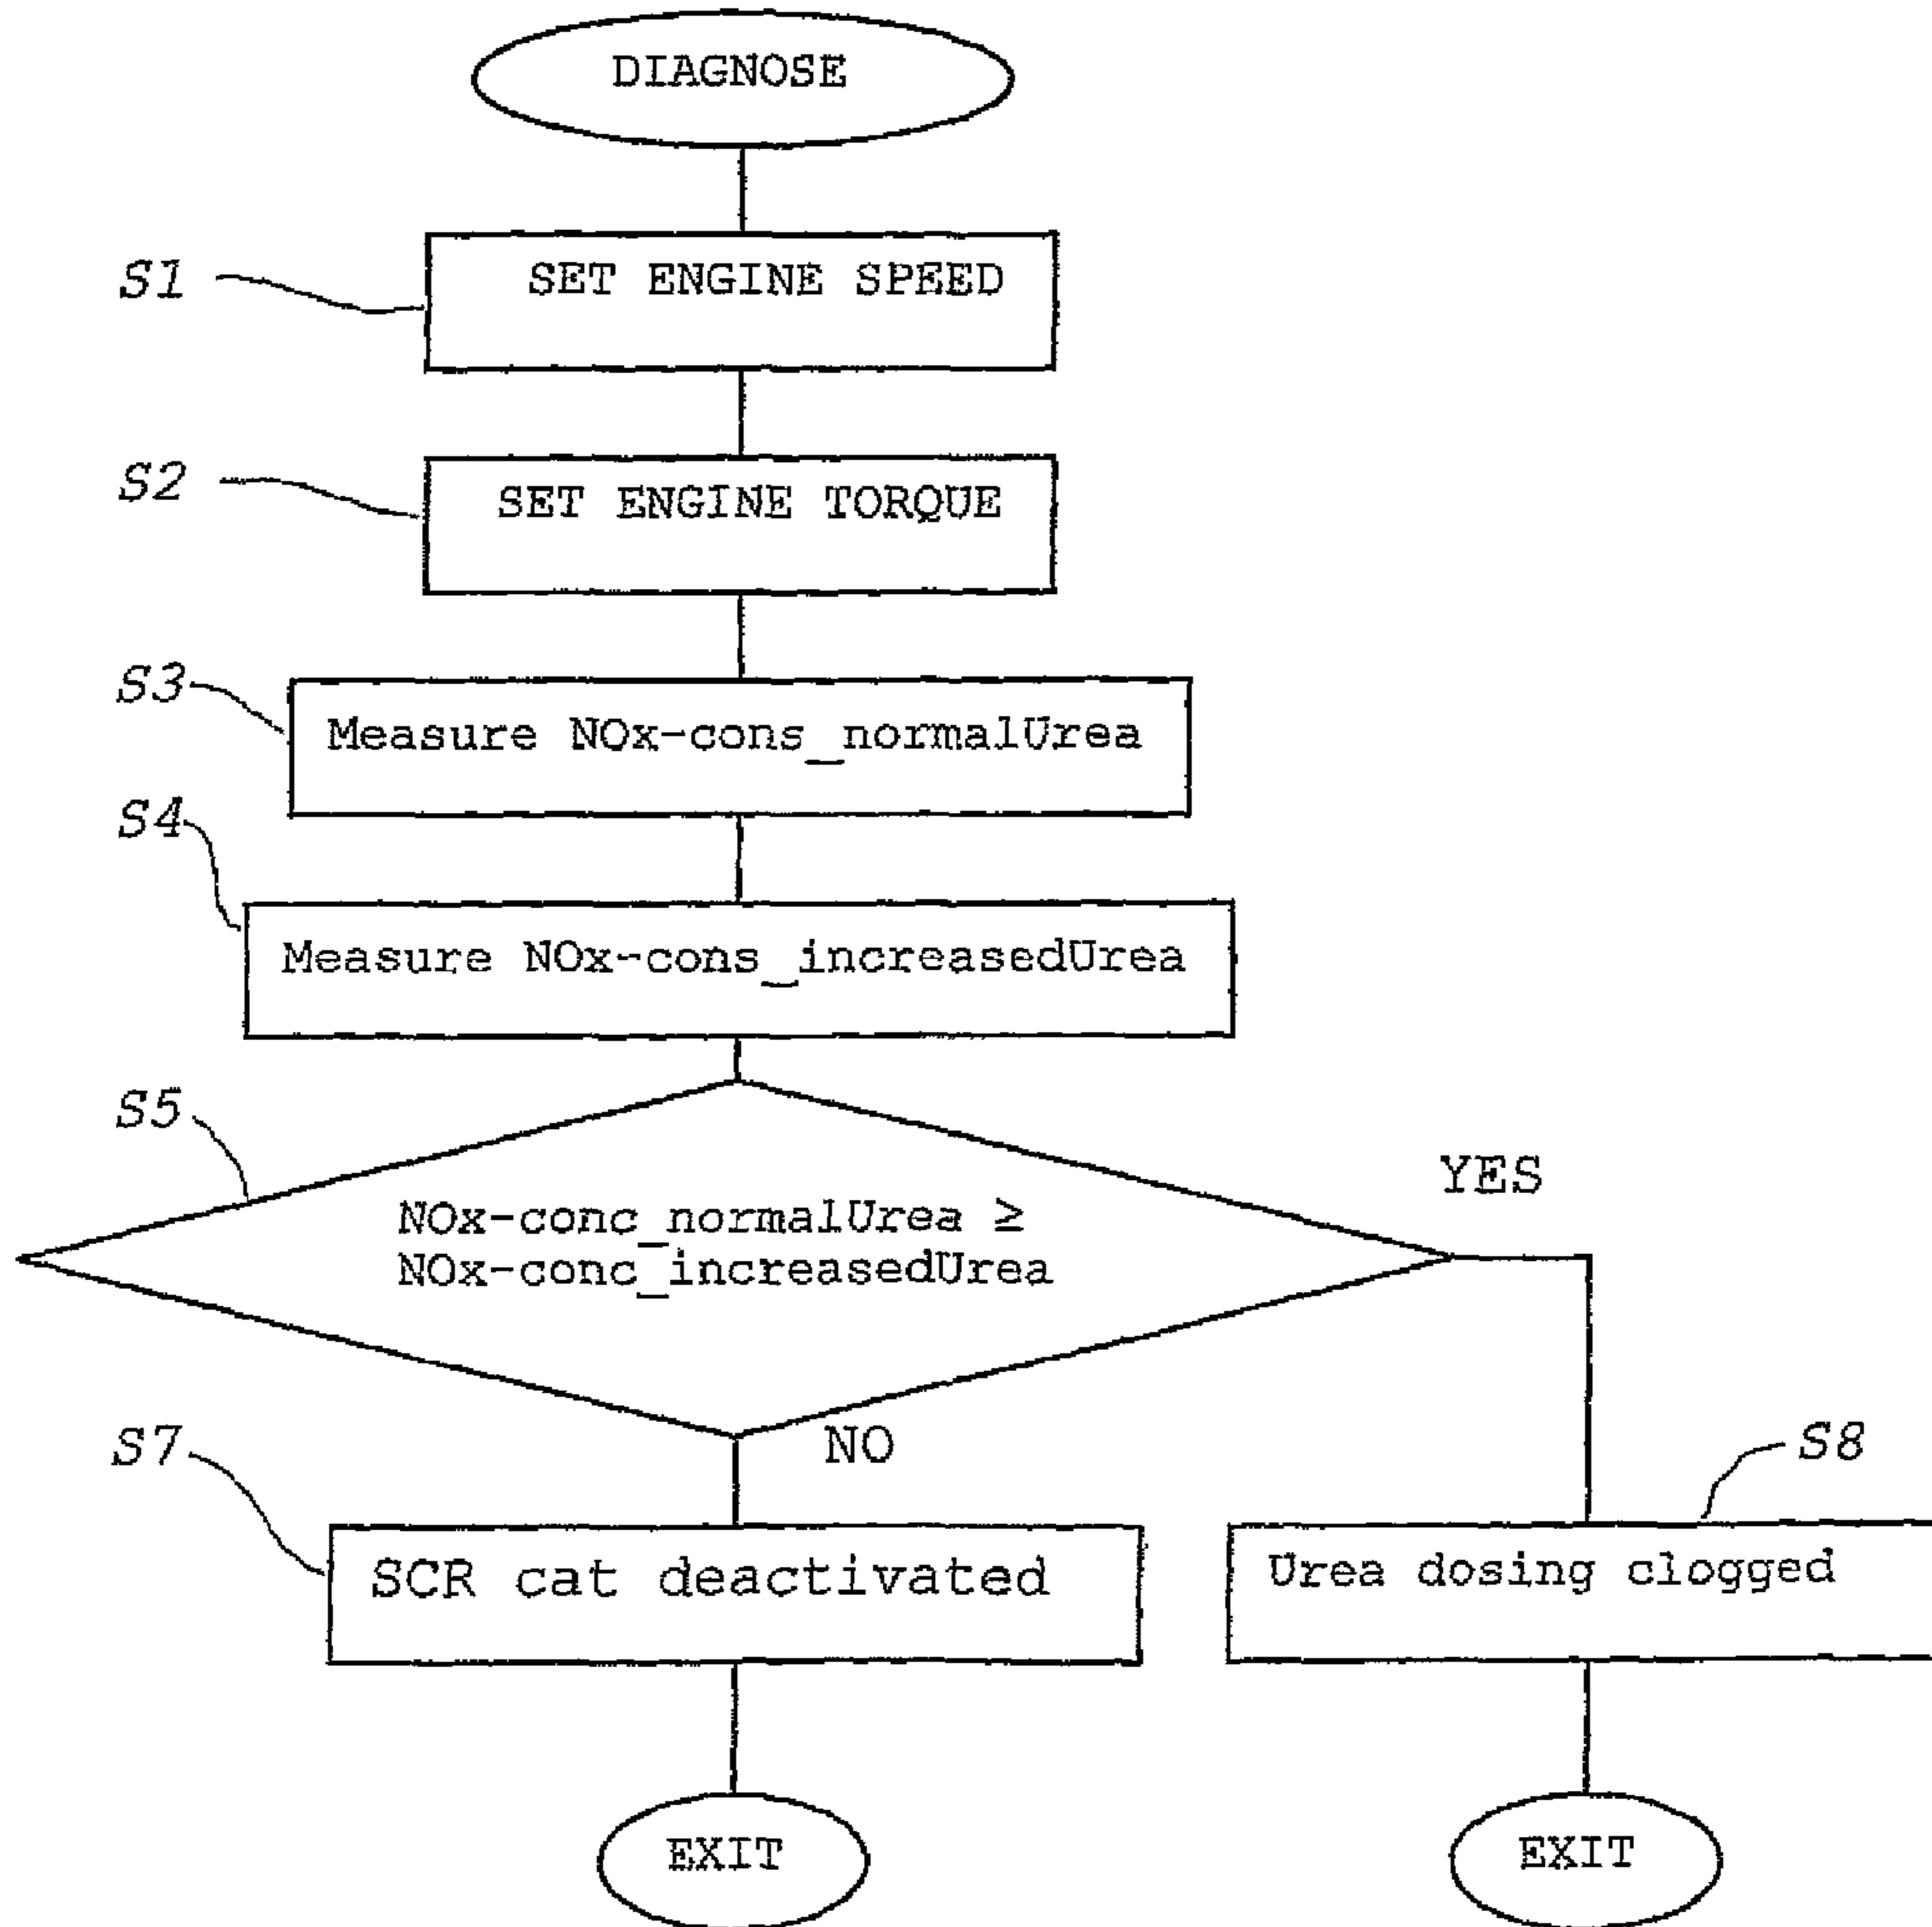 DIAGNOSE
S1
SET ENGINE SPEED
S2
SET ENGINE TORQUE
S3
Measure NOx-cons_normalUrea
S4
Measure NOx-cons_increasedUrea
S5
NOx-conc_normalUrea ≥
NOx-conc_increasedUrea
YES
NO
S7
SCR cat deactivated
S8
Urea dosing clogged
EXIT
EXIT